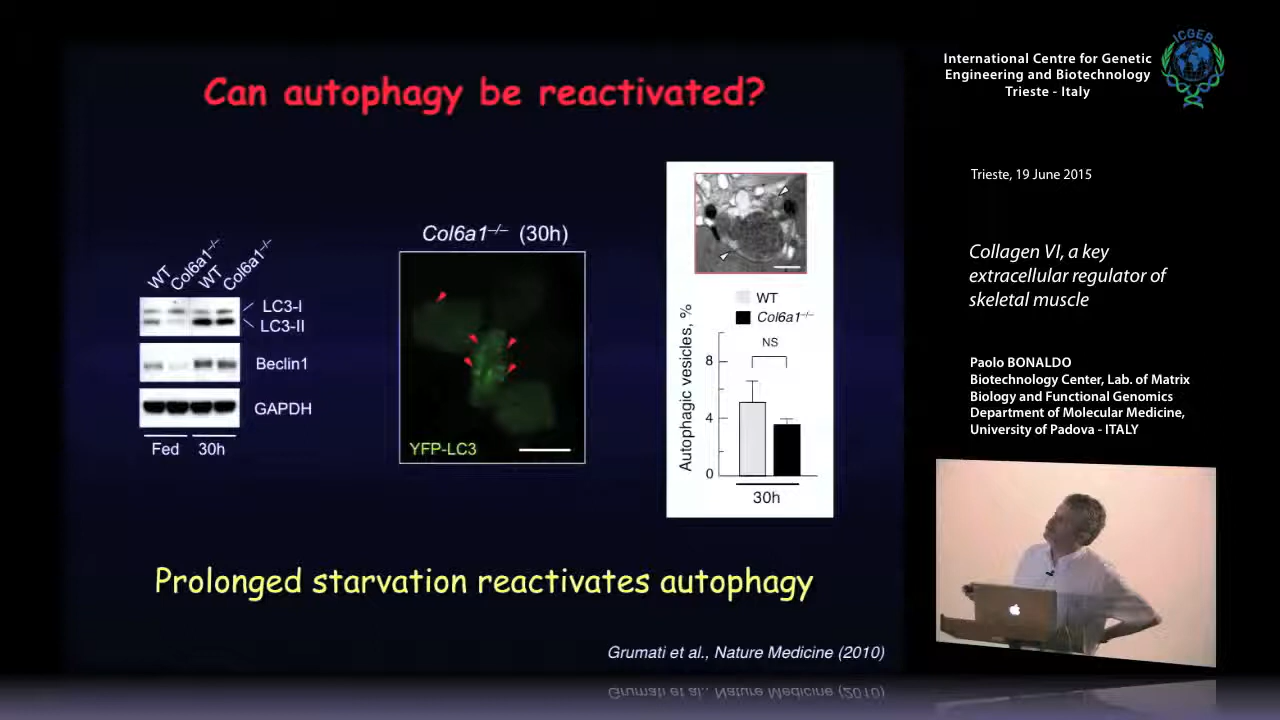 Can autophagy be reactivated?
WT
Col6a1–/–
WT
Col6a1–/–
LC3-I
LC3-II
Beclin1
GAPDH
Fed
30h
Col6a1–/– (30h)
YFP-LC3
WT
Col6a1–/–
Autophagic vesicles, %
NS
8
4
0
30h
Prolonged starvation reactivates autophagy
Grumati et al., Nature Medicine (2010)
ICGEB
International Centre for Genetic
Engineering and Biotechnology
Trieste - Italy
Trieste, 19 June 2015
Collagen VI, a key
extracellular regulator of
skeletal muscle
Paolo BONALDO
Biotechnology Center, Lab. of Matrix
Biology and Functional Genomics
Department of Molecular Medicine,
University of Padova - ITALY